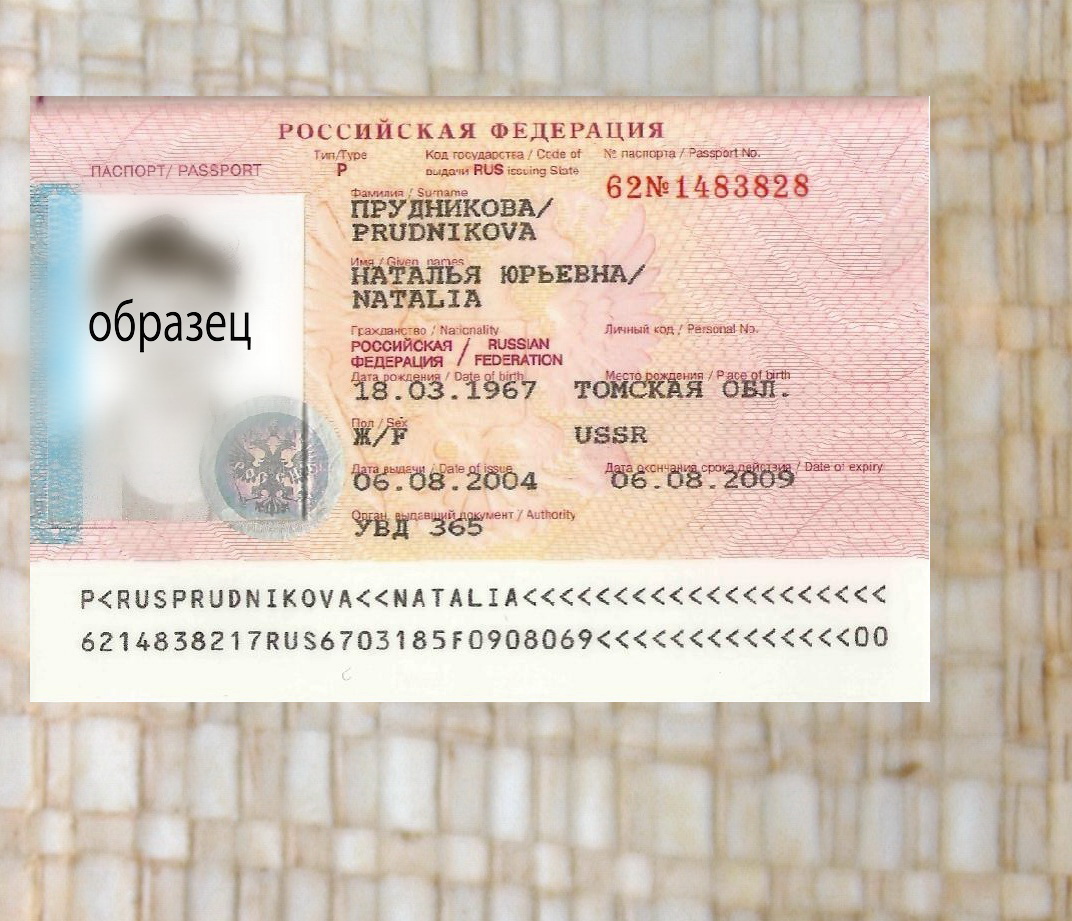 РОССИЙСКАЯ ФЕДЕРАЦИЯ
ПАСПОРТ/ PASSPORT
Тип/Type
P
Код государства / Code of
выдачи RUS issuing State
№ паспорта / Passport No.
62№1483828
Фамилия / Surname
ПРУДНИКОВА/
PRUDNIKOVA
Имя / Given names
НАТАЛЬЯ ЮРЬЕВНА/
NATALIA
образец
Гражданство / Nationality
РОССИЙСКАЯ / RUSSIAN
ФЕДЕРАЦИЯ FEDERATION
Личный код / Personal No.
Дата рождения / Date of birth
18.03.1967
Место рождения / Place of birth
ТОМСКАЯ ОБЛ.
Пол / Sex
Ж/F
USSR
Дата выдачи / Date of issue
06.08.2004
Дата окончания срока действия / Date of expiry
06.08.2009
Орган, выдавший документ / Authority
УВД 365
P<RUSPRUDNIKOVA<<NATALIA<<<<<<<<<<<<<<<<<<<<
6214838217RUS6703185F0908069<<<<<<<<<<<<<<00